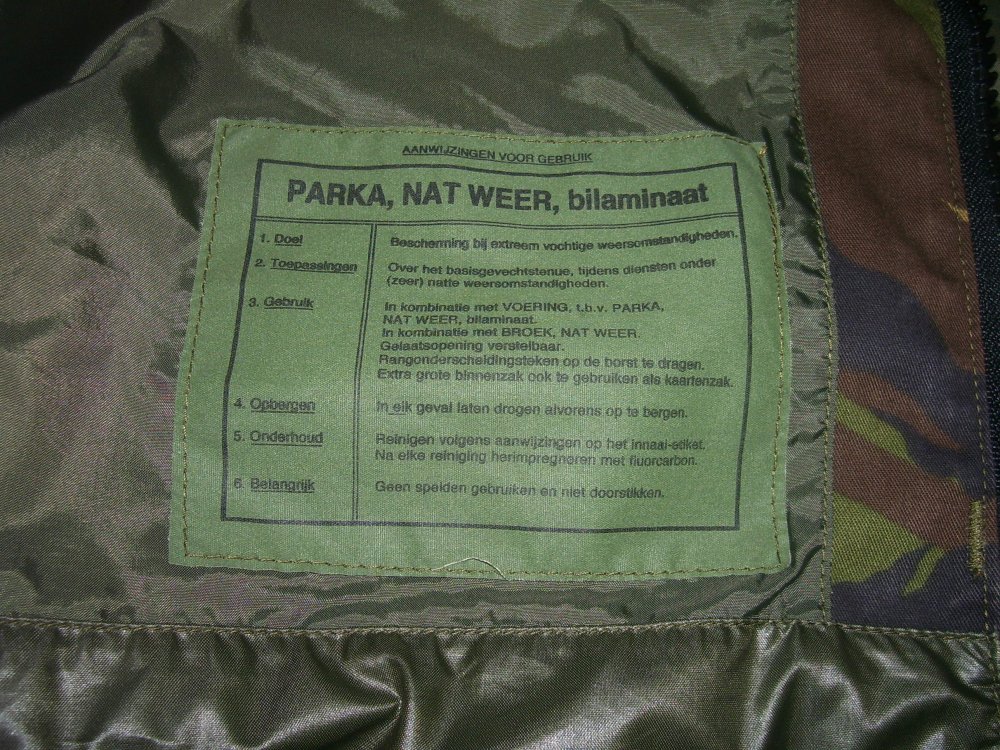 AANWIJZINGEN VOOR GEBRUIK
PARKA, NAT WEER, bilaminaat
1. Doel
Bescherming bij extreem vochtige weersomstandigheden.
2. Toepassingen
Over het basisgevechtstenue, tijdens diensten onder
(zeer) natte weersomstandigheden.
3. Gebruik
In kombinatie met VOERING, t.b.v. PARKA,
NAT WEER, bilaminaat.
In kombinatie met BROEK, NAT WEER.
Gelaatsopening verstelbaar.
Rangonderscheidingsteken op de borst te dragen.
Extra grote binnenzak ook te gebruiken als kaartenzak.
4. Opbergen
In elk geval laten drogen alvorens op te bergen.
5. Onderhoud
Reinigen volgens aanwijzingen op het innaai-etiket.
Na elke reiniging herimpregneren met fluorcarbon.
6. Belangrijk
Geen spelden gebruiken en niet doorstikken.